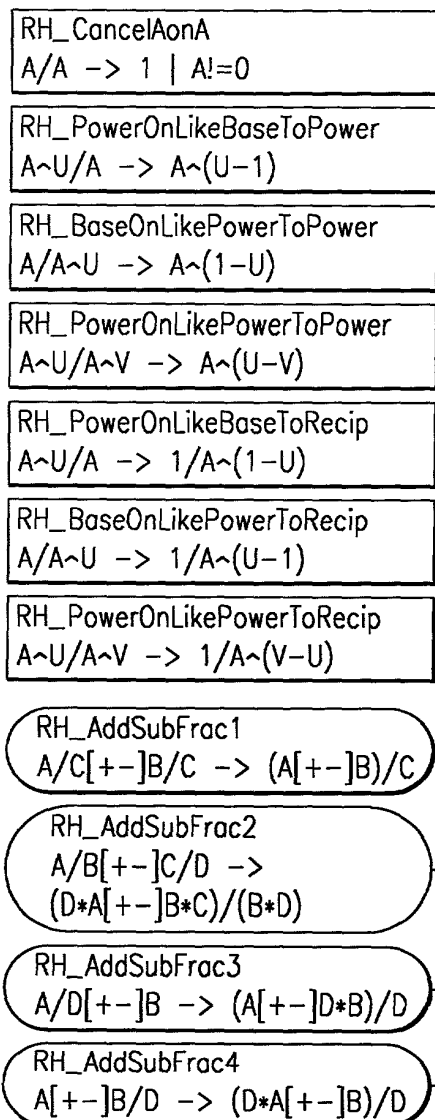 RH_CancelAonA
A/A -> 1 | A!=0
RH_PowerOnLikeBaseToPower
A~U/A -> A~(U-1)
RH_BaseOnLikePowerToPower
A/A~U -> A~(1-U)
RH_PowerOnLikePowerToPower
A~U/A~V -> A~(U-V)
RH_PowerOnLikeBaseToRecip
A~U/A -> 1/A~(1-U)
RH_BaseOnLikePowerToRecip
A/A~U -> 1/A~(U-1)
RH_PowerOnLikePowerToRecip
A~U/A~V -> 1/A~(V-U)
RH_AddSubFrac1
A/C[+-]B/C -> (A[+-]B)/C
RH_AddSubFrac2
A/B[+-]C/D ->
(D*A[+-]B*C)/(B*D)
RH_AddSubFrac3
A/D[+-]B -> (A[+-]D*B)/D
RH_AddSubFrac4
A[+-]B/D -> (D*A[+-]B)/D